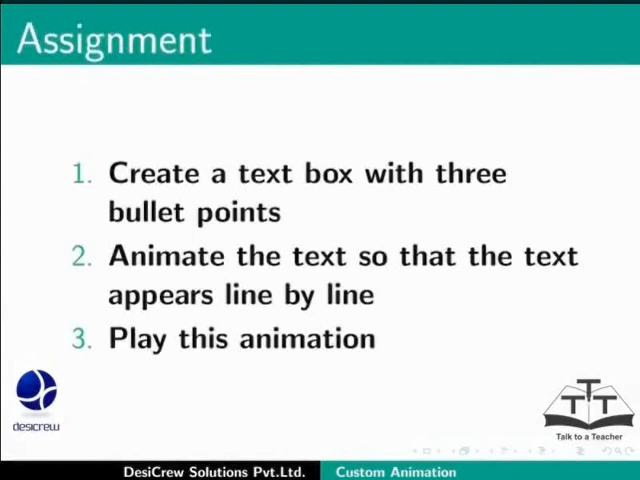 Assignment
1. Create a text box with three
bullet points
2. Animate the text so that the text
appears line by line
3. Play this animation
desicrew
TTT
Talk to a Teacher
DesiCrew Solutions Pvt.Ltd. Custom Animation